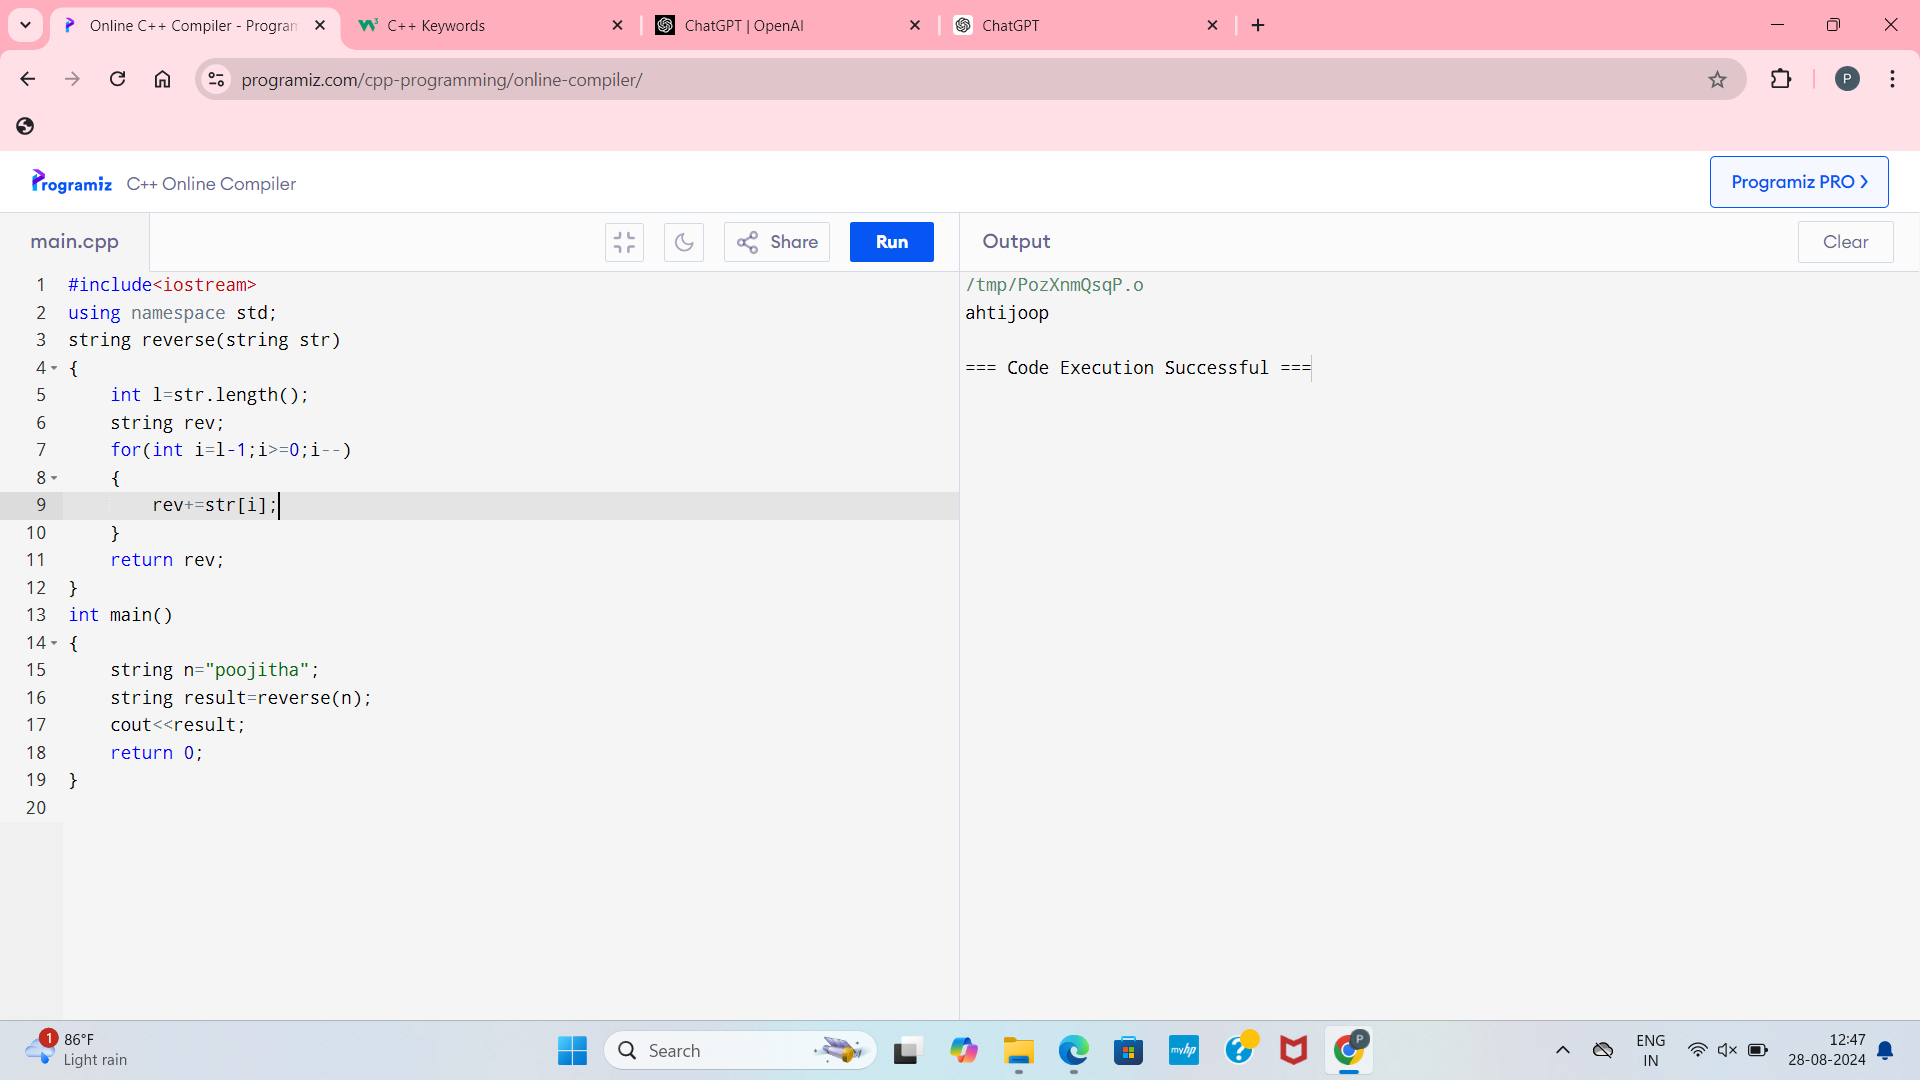 Online C++ Compiler - Program
C++ Keywords
ChatGPT | OpenAI
ChatGPT
programiz.com/cpp-programming/online-compiler/
P
Programiz C++ Online Compiler
Programiz PRO
main.cpp
Share
Run
Output
Clear
1 #include<iostream>
2 using namespace std;
3 string reverse(string str)
4 {
5     int l=str.length();
6     string rev;
7     for(int i=l-1;i>=0;i--)
8     {
9         rev+=str[i];
10     }
11     return rev;
12 }
13 int main()
14 {
15     string n="poojitha";
16     string result=reverse(n);
17     cout<<result;
18     return 0;
19 }
20
/tmp/PozXnmQsqP.o
ahtijoop
=== Code Execution Successful ===
1
86°F
Light rain
Search
myhp
P
ENG
IN
12:47
28-08-2024